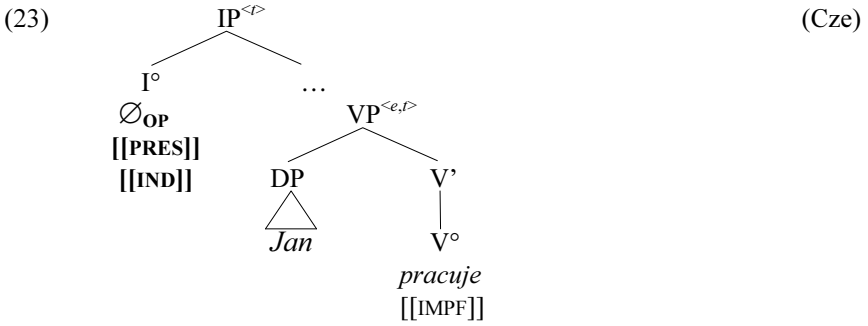 (23) IP<t> (Cze)
I° …
∅OP VP<e,t>
[[PRES]]
[[IND]] DP V’
Jan V°
pracuje
[[IMPF]]